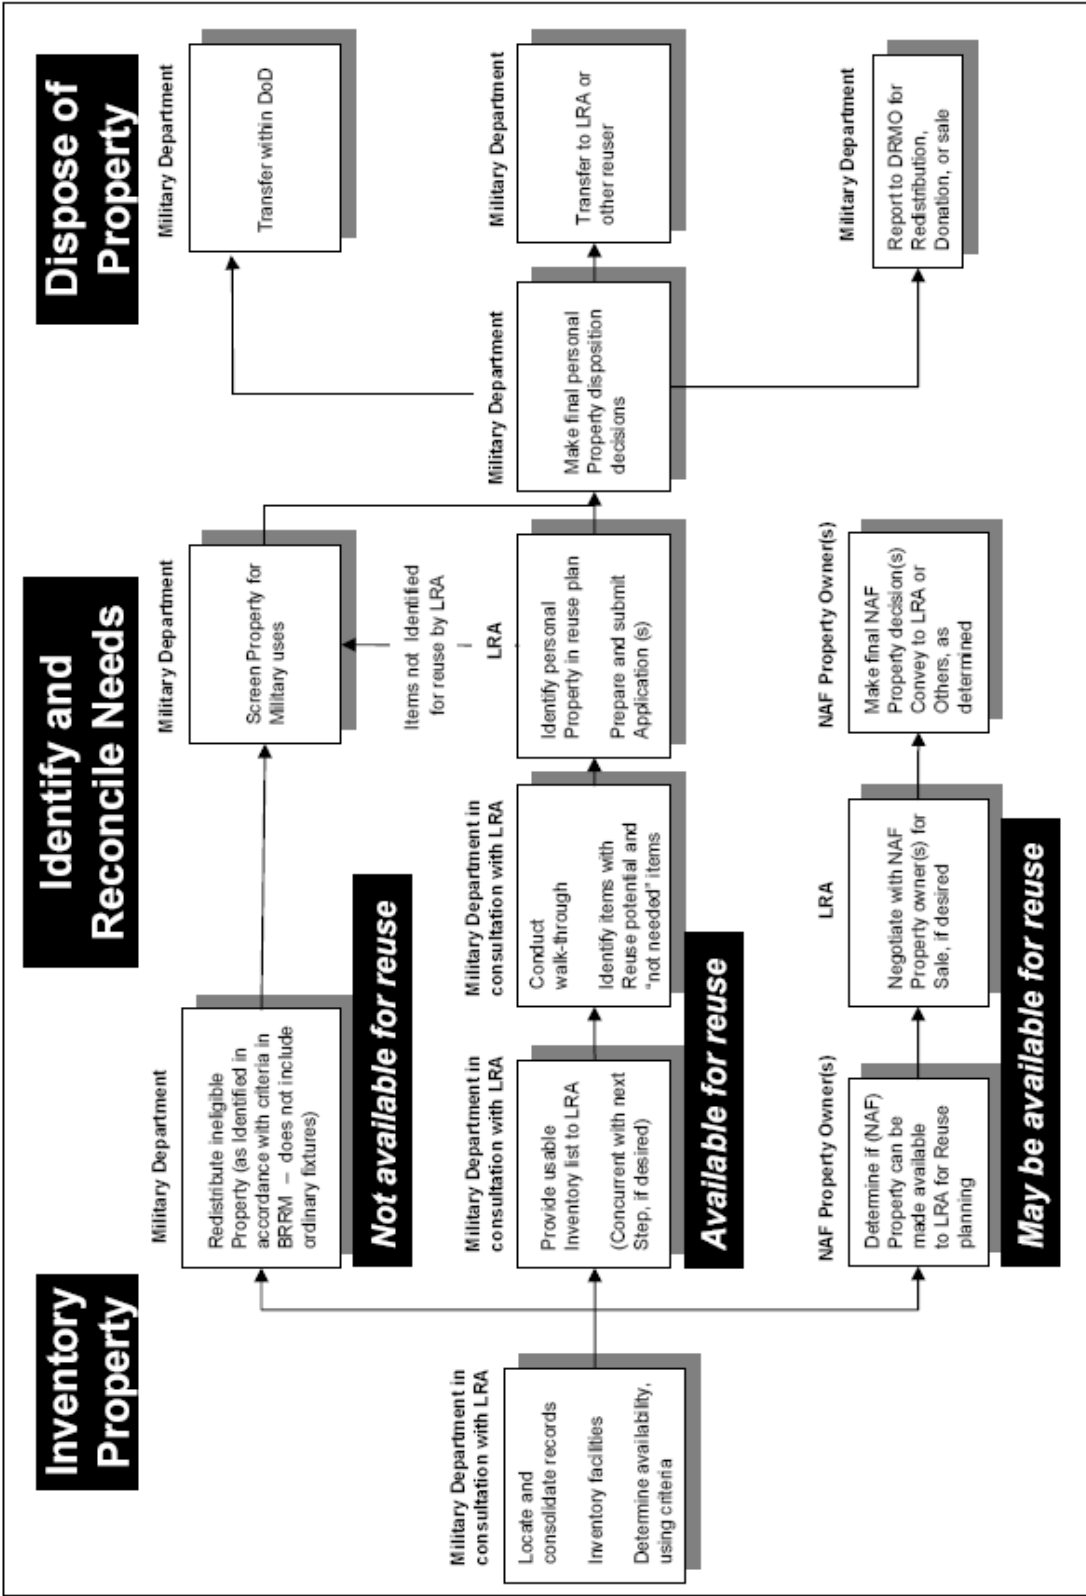 Inventory
Property
Identify and
Reconcile Needs
Dispose of
Property
Military Department in
consultation with LRA
Locate and
consolidate records
Inventory facilities
Determine availability,
using criteria
Military Department
Redistribute ineligible
Property (as Identified in
accordance with criteria in
BRRM – does not include
ordinary fixtures)
Not available for reuse
Military Department
Screen Property for
Military uses
Items not Identified
for reuse by LRA
Military Department in
consultation with LRA
Provide usable
Inventory list to LRA
(Concurrent with next
Step, if desired)
Available for reuse
Military Department in
consultation with LRA
Conduct
walk-through
Identify items with
Reuse potential and
“not needed” items
LRA
Identify personal
Property in reuse plan
Prepare and submit
Application (s)
Military Department
Make final personal
Property disposition
decisions
Military Department
Transfer within DoD
Military Department
Transfer to LRA or
other reuser
Military Department
Report to DRMO for
Redistribution,
Donation, or sale
NAF Property Owner(s)
Determine if (NAF)
Property can be
made available
to LRA for Reuse
planning
May be available for reuse
LRA
Negotiate with NAF
Property owner(s) for
Sale, if desired
NAF Property Owner(s)
Make final NAF
Property decision(s)
Convey to LRA or
Others, as
determined